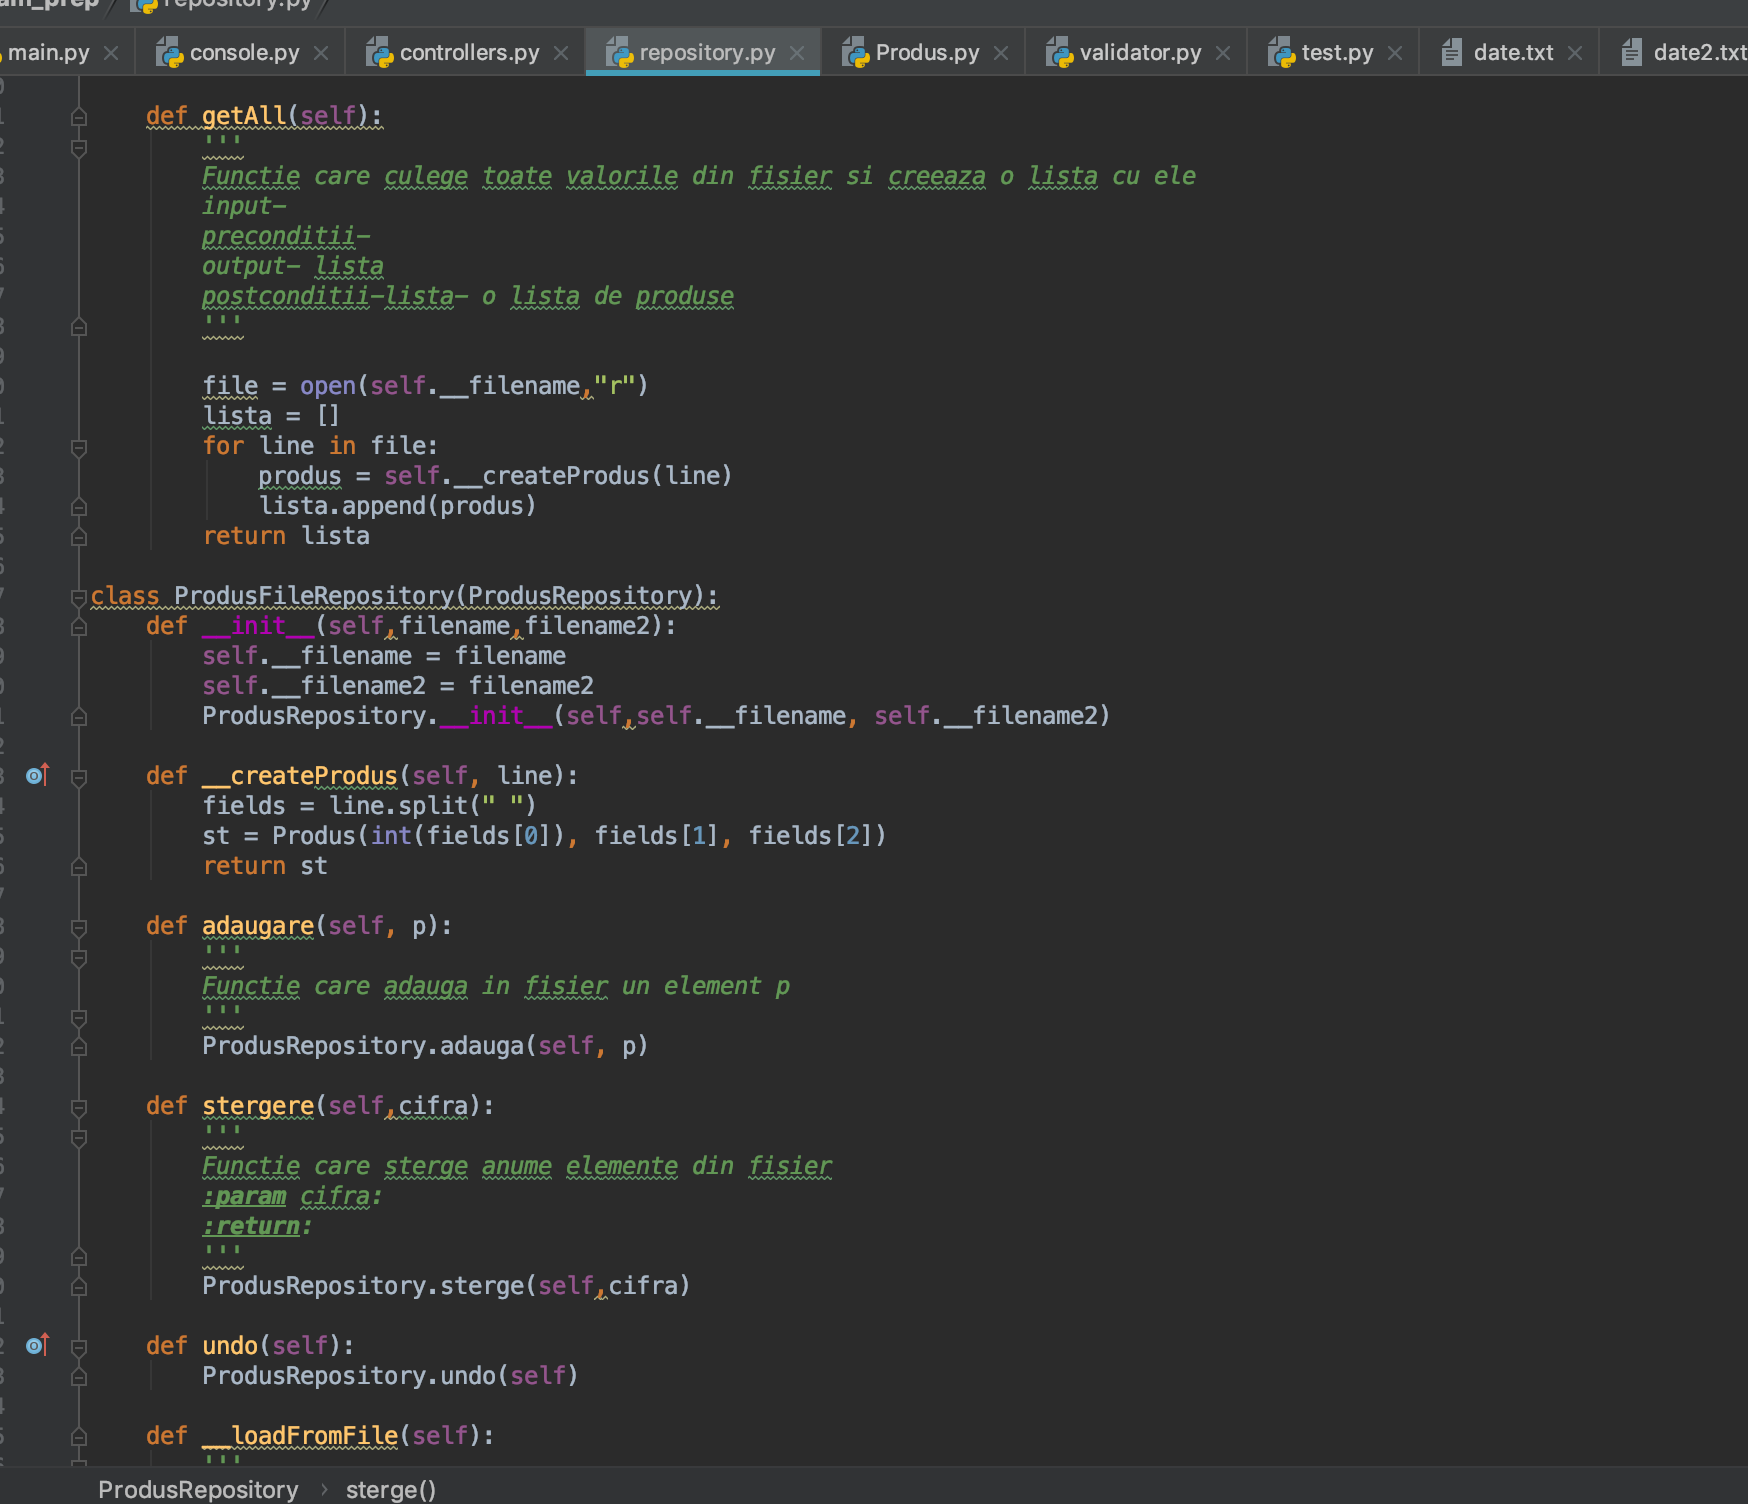 repository.py
main.py console.py controllers.py repository.py Produs.py validator.py test.py date.txt date2.txt
def getAll(self):
'''
Functie care culege toate valorile din fisier si creeaza o lista cu ele
input-
preconditii-
output- lista
postconditii-lista- o lista de produse
'''
file = open(self.__filename,"r")
lista = []
for line in file:
produs = self.__createProdus(line)
lista.append(produs)
return lista
class ProdusFileRepository(ProdusRepository):
def __init__(self,filename,filename2):
self.__filename = filename
self.__filename2 = filename2
ProdusRepository.__init__(self,self.__filename, self.__filename2)
def __createProdus(self, line):
fields = line.split(" ")
st = Produs(int(fields[0]), fields[1], fields[2])
return st
def adaugare(self, p):
'''
Functie care adauga in fisier un element p
'''
ProdusRepository.adauga(self, p)
def stergere(self,cifra):
'''
Functie care sterge anume elemente din fisier
:param cifra:
:return:
'''
ProdusRepository.sterge(self,cifra)
def undo(self):
ProdusRepository.undo(self)
def __loadFromFile(self):
'''
ProdusRepository › sterge()